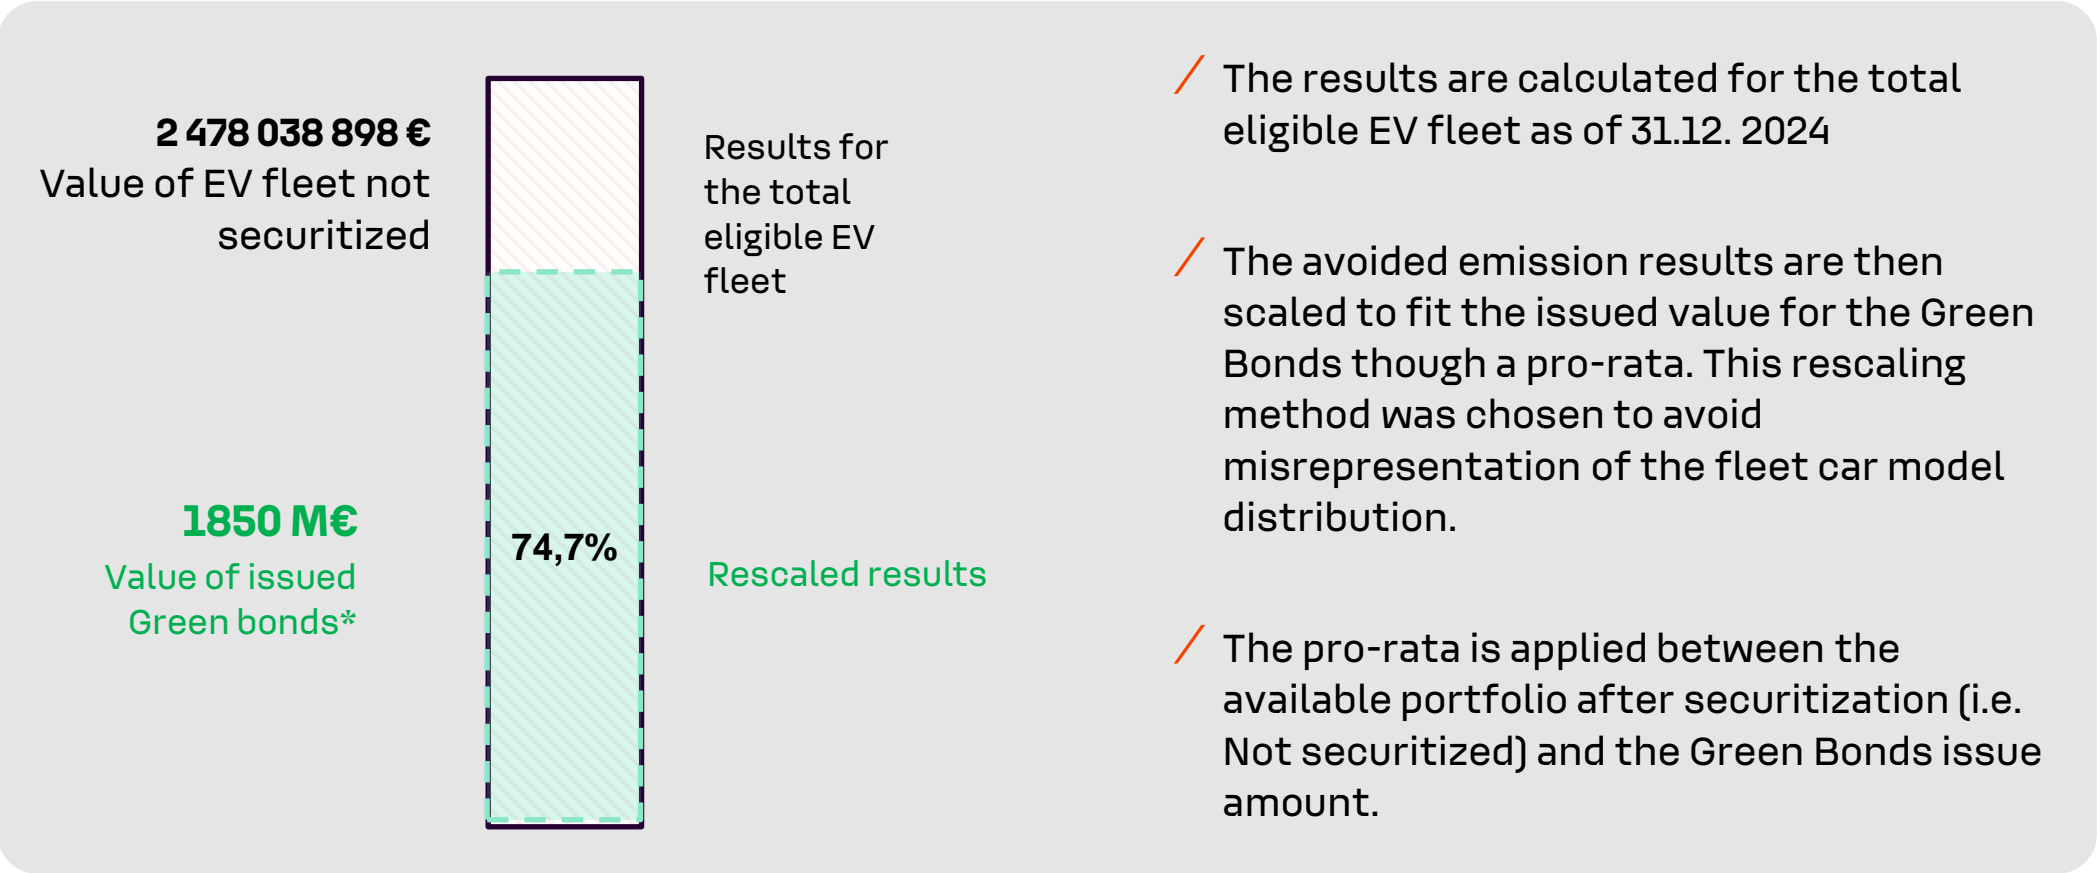 2 478 038 898 €
Value of EV fleet not
securitized
1850 M€
Value of issued
Green bonds*
74,7%
Results for
the total
eligible EV
fleet
Rescaled results
/ The results are calculated for the total
eligible EV fleet as of 31.12. 2024
/ The avoided emission results are then
scaled to fit the issued value for the Green
Bonds though a pro-rata. This rescaling
method was chosen to avoid
misrepresentation of the fleet car model
distribution.
/ The pro-rata is applied between the
available portfolio after securitization (i.e.
Not securitized) and the Green Bonds issue
amount.